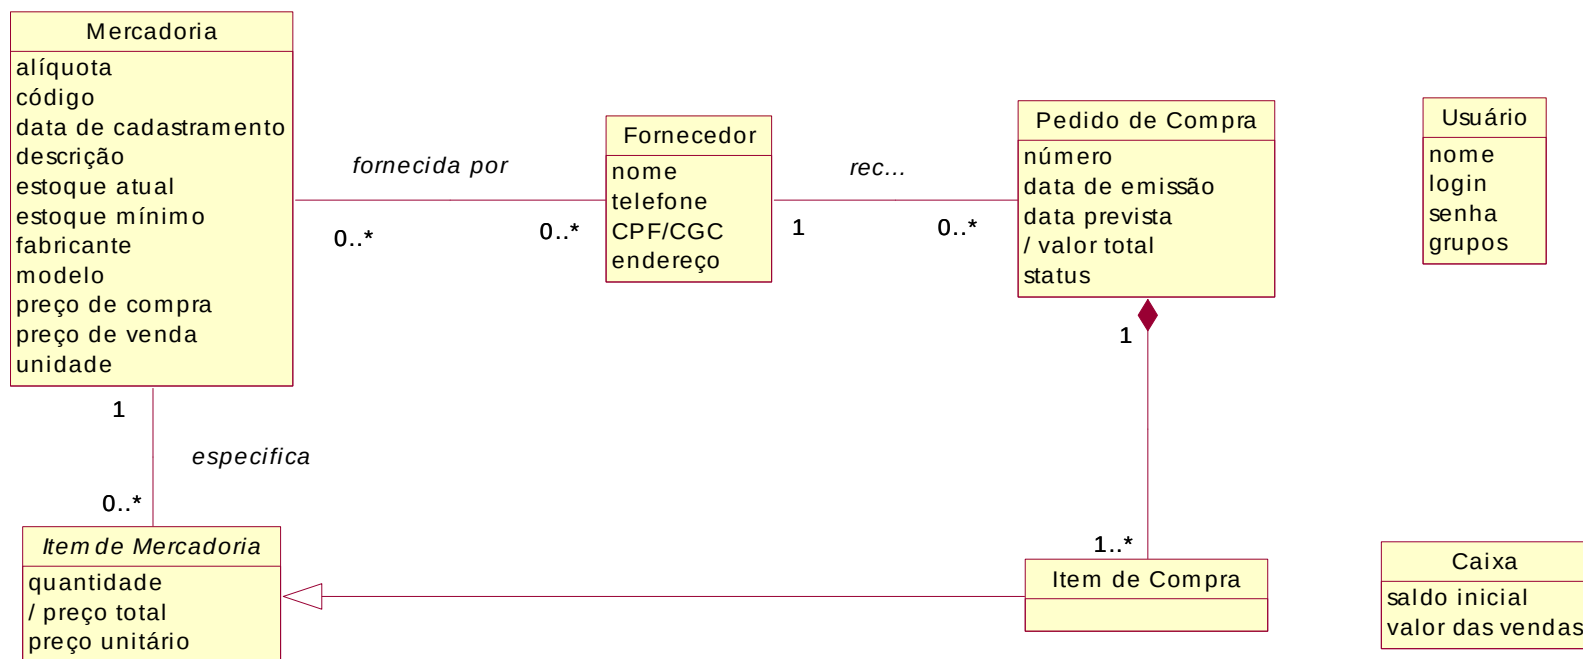 Mercadoria
alíquota
código
data de cadastramento
descrição
estoque atual
estoque mínimo
fabricante
modelo
preço de compra
preço de venda
unidade
fornecida por
0..*
0..*
Fornecedor
nome
telefone
CPF/CGC
endereço
rec...
1
0..*
Pedido de Compra
número
data de emissão
data prevista
/ valor total
status
Usuário
nome
login
senha
grupos
1
especifica
0..*
1
1..*
Item de Mercadoria
quantidade
/ preço total
preço unitário
Item de Compra
Caixa
saldo inicial
valor das vendas